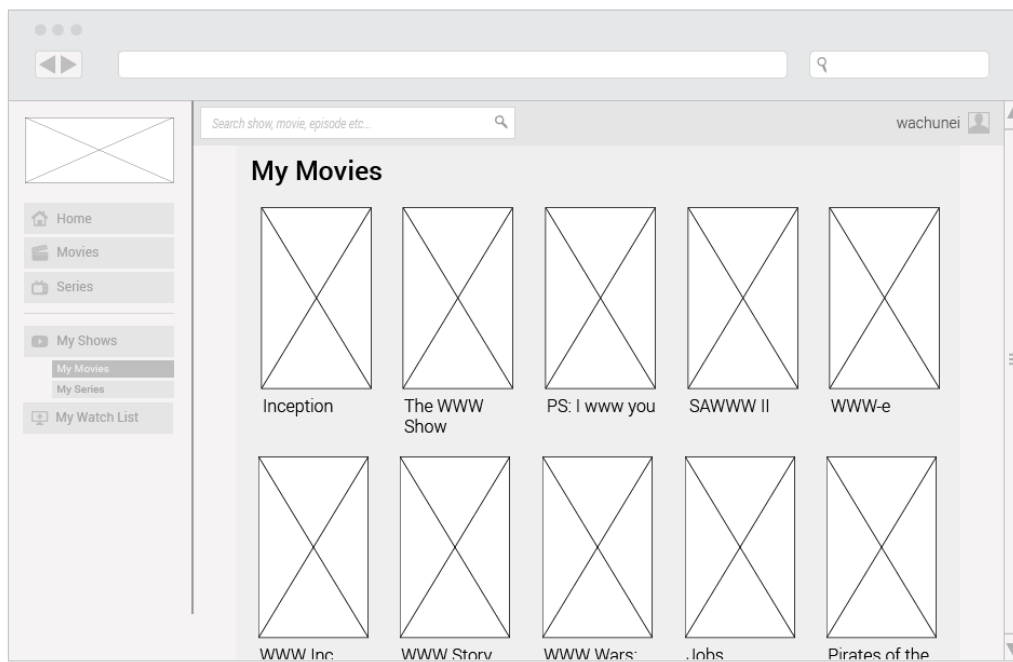 Search show, movie, episode etc...
wachunei
Home
Movies
Series
My Shows
My Movies
My Series
My Watch List
My Movies
Inception
The WWW
Show
PS: I www you
SAWWW II
WWW-e
WWW Inc
WWW Story
WWW Wars:
Jobs
Pirates of the